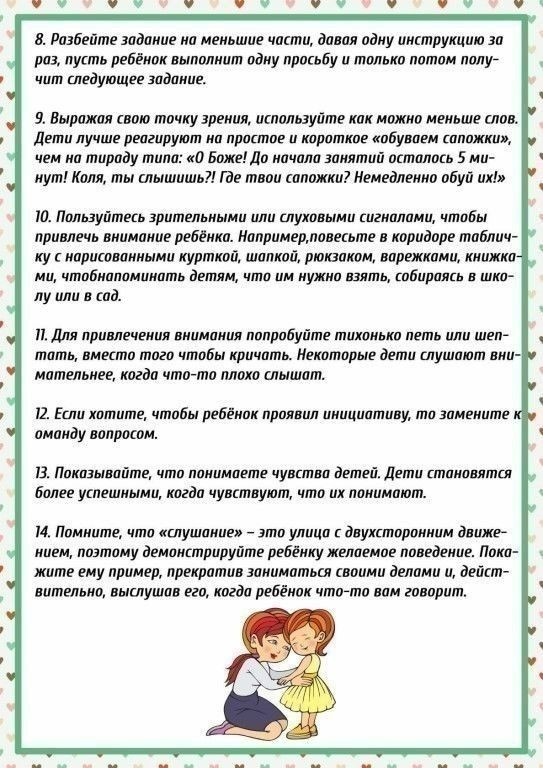 8. Разбейте задание на меньшие части, давая одну инструкцию за
раз, пусть ребёнок выполнит одну просьбу и только потом полу-
чит следующее задание.
9. Выражая свою точку зрения, используйте как можно меньше слов.
Дети лучше реагируют на простое и короткое «обуваем сапожки»,
чем на тираду типа: «О Боже! До начала занятий осталось 5 ми-
нут! Коля, ты слышишь?! Где твои сапожки? Немедленно обуй их!»
10. Пользуйтесь зрительными или слуховыми сигналами, чтобы
привлечь внимание ребёнка. Например,повесьте в коридоре таблич-
ку с нарисованными курткой, шапкой, рюкзаком, варежками, книжка-
ми, чтобнапоминать детям, что им нужно взять, собираясь в шко-
лу или в сад.
11. Для привлечения внимания попробуйте тихонько петь или шеп-
тать, вместо того чтобы кричать. Некоторые дети слушают вни-
мательнее, когда что-то плохо слышат.
12. Если хотите, чтобы ребёнок проявил инициативу, то замените к
оманду вопросом.
13. Показывайте, что понимаете чувства детей. Дети становятся
более успешными, когда чувствуют, что их понимают.
14. Помните, что «слушание» – это улица с двухсторонним движе-
нием, поэтому демонстрируйте ребёнку желаемое поведение. Пока-
жите ему пример, прекратив заниматься своими делами и, дейст-
вительно, выслушав его, когда ребёнок что-то вам говорит.